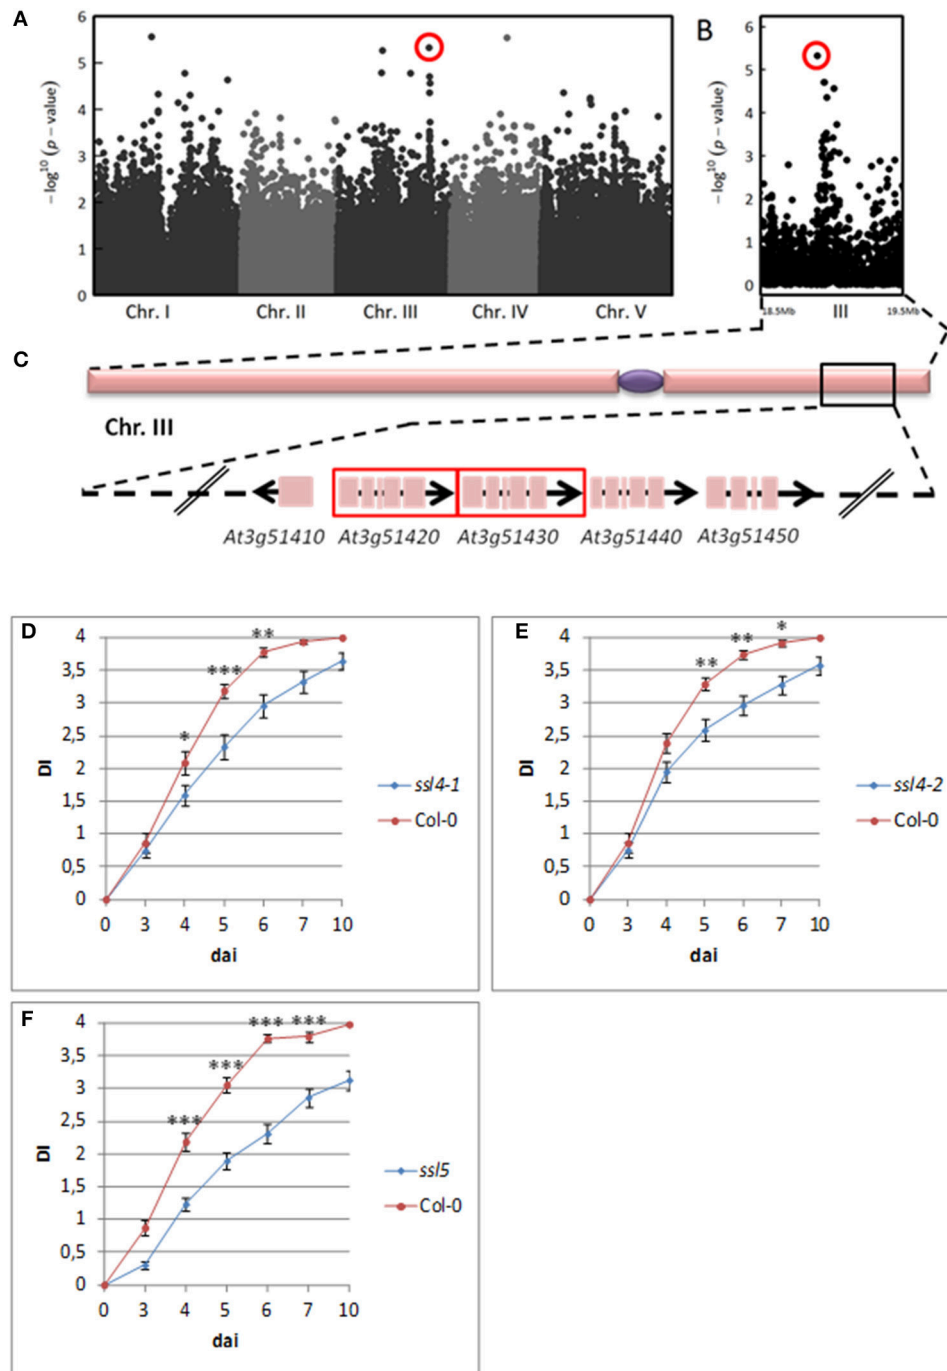 A
6
5
4
3
2
1
0
−log¹⁰ (p − value)
Chr. I
Chr. II
Chr. III
Chr. IV
Chr. V
B
6
5
4
3
2
1
0
−log¹⁰ (p − value)
18.5Mb
III
19.5Mb
C
Chr. III
At3g51410
At3g51420
At3g51430
At3g51440
At3g51450
D
4
3,5
3
2,5
2
1,5
1
0,5
0
DI
*
***
**
0 3 4 5 6 7 10
dai
ssl4-1
Col-0
E
4
3,5
3
2,5
2
1,5
1
0,5
0
DI
**
**
*
0 3 4 5 6 7 10
dai
ssl4-2
Col-0
F
4
3,5
3
2,5
2
1,5
1
0,5
0
DI
***
***
***
***
0 3 4 5 6 7 10
dai
ssl5
Col-0